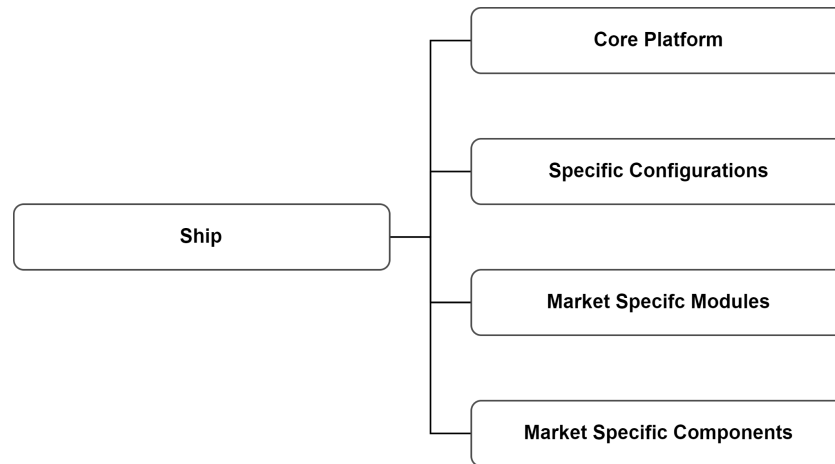 Core Platform
Specific Configurations
Ship
Market Specifc Modules
Market Specific Components